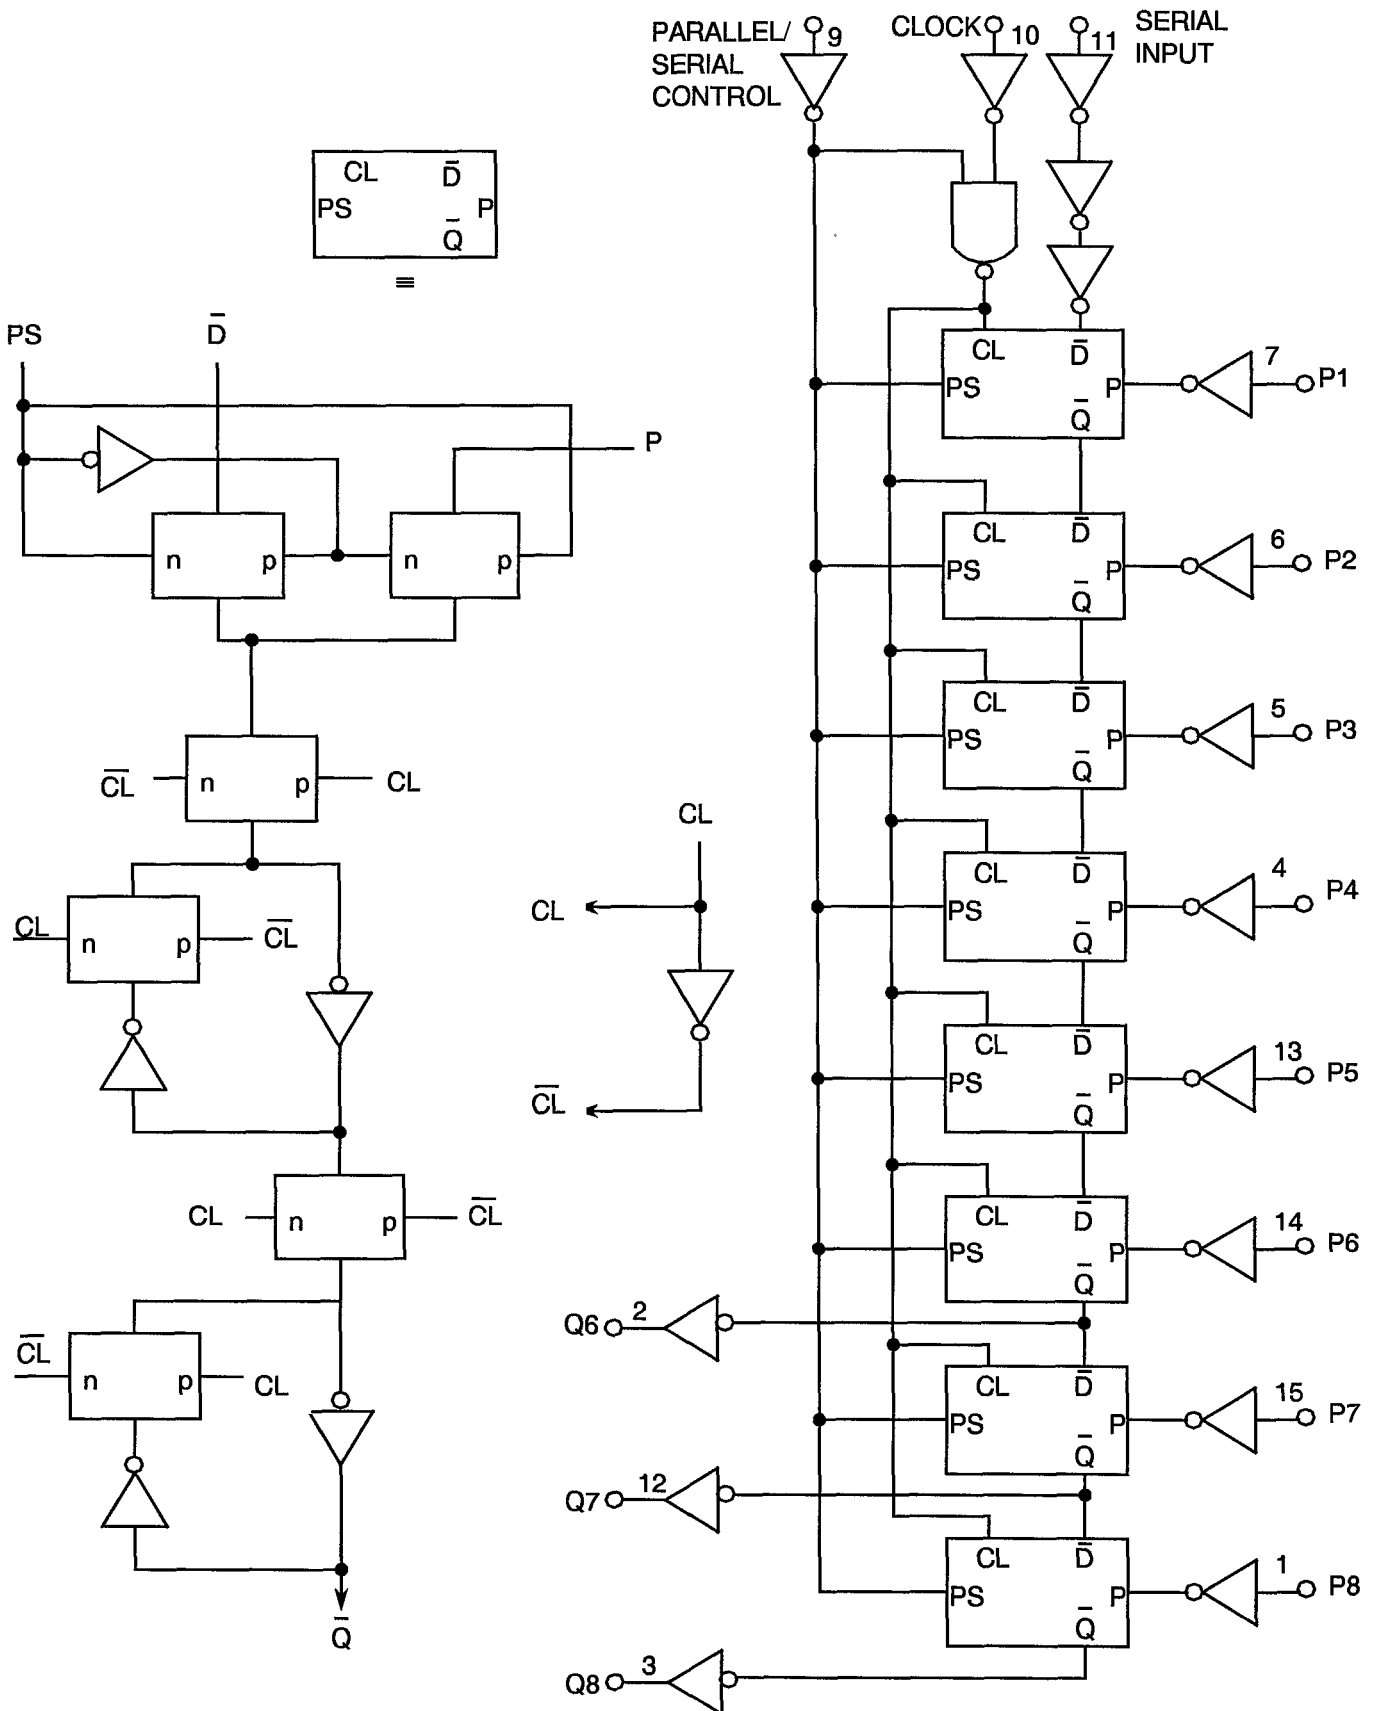 PARALLEL/
SERIAL
CONTROL
9
CLOCK
10
11
SERIAL
INPUT
CL D̅
PS P
Q̅
≡
PS
D̅
P
n p
n p
C̅L̅ n p CL
CL n p C̅L̅
CL n p C̅L̅
C̅L̅ n p CL
Q̅
CL
CL
C̅L̅
CL D̅
PS P
Q̅
7 P1
CL D̅
PS P
Q̅
6 P2
CL D̅
PS P
Q̅
5 P3
CL D̅
PS P
Q̅
4 P4
CL D̅
PS P
Q̅
13 P5
CL D̅
PS P
Q̅
14 P6
Q6 2
CL D̅
PS P
Q̅
15 P7
Q7 12
CL D̅
PS P
Q̅
1 P8
Q8 3